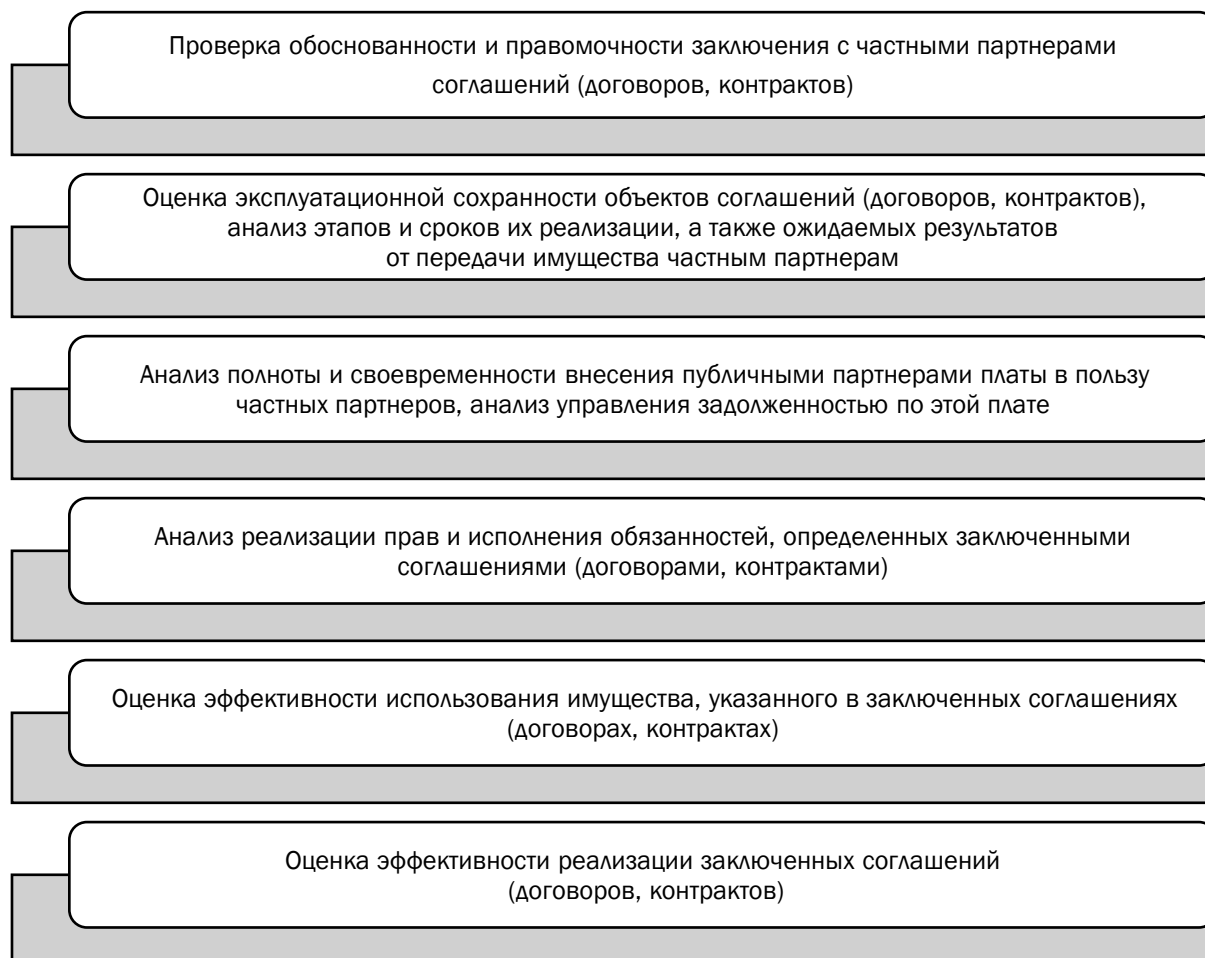 Проверка обоснованности и правомочности заключения с частными партнерами
соглашений (договоров, контрактов)
Оценка эксплуатационной сохранности объектов соглашений (договоров, контрактов),
анализ этапов и сроков их реализации, а также ожидаемых результатов
от передачи имущества частным партнерам
Анализ полноты и своевременности внесения публичными партнерами платы в пользу
частных партнеров, анализ управления задолженностью по этой плате
Анализ реализации прав и исполнения обязанностей, определенных заключенными
соглашениями (договорами, контрактами)
Оценка эффективности использования имущества, указанного в заключенных соглашениях
(договорах, контрактах)
Оценка эффективности реализации заключенных соглашений
(договоров, контрактов)